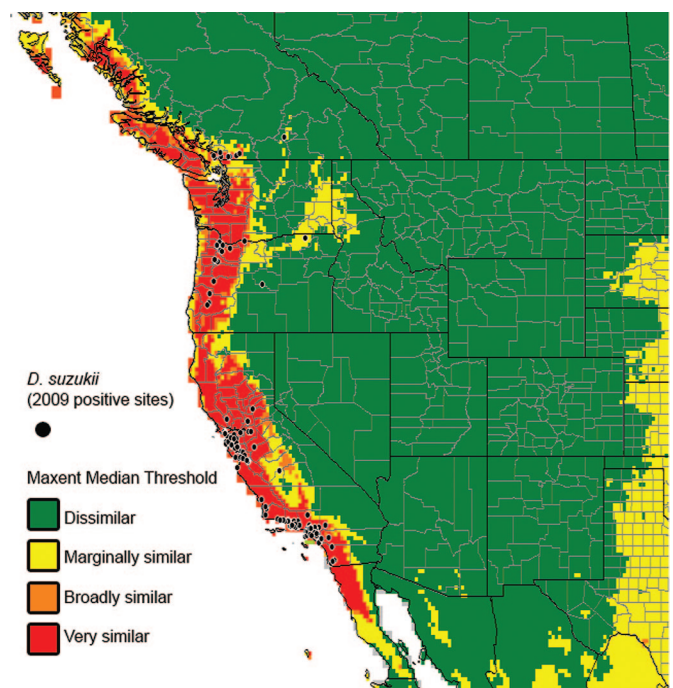 D. suzukii
(2009 positive sites)
Maxent Median Threshold
Dissimilar
Marginally similar
Broadly similar
Very similar